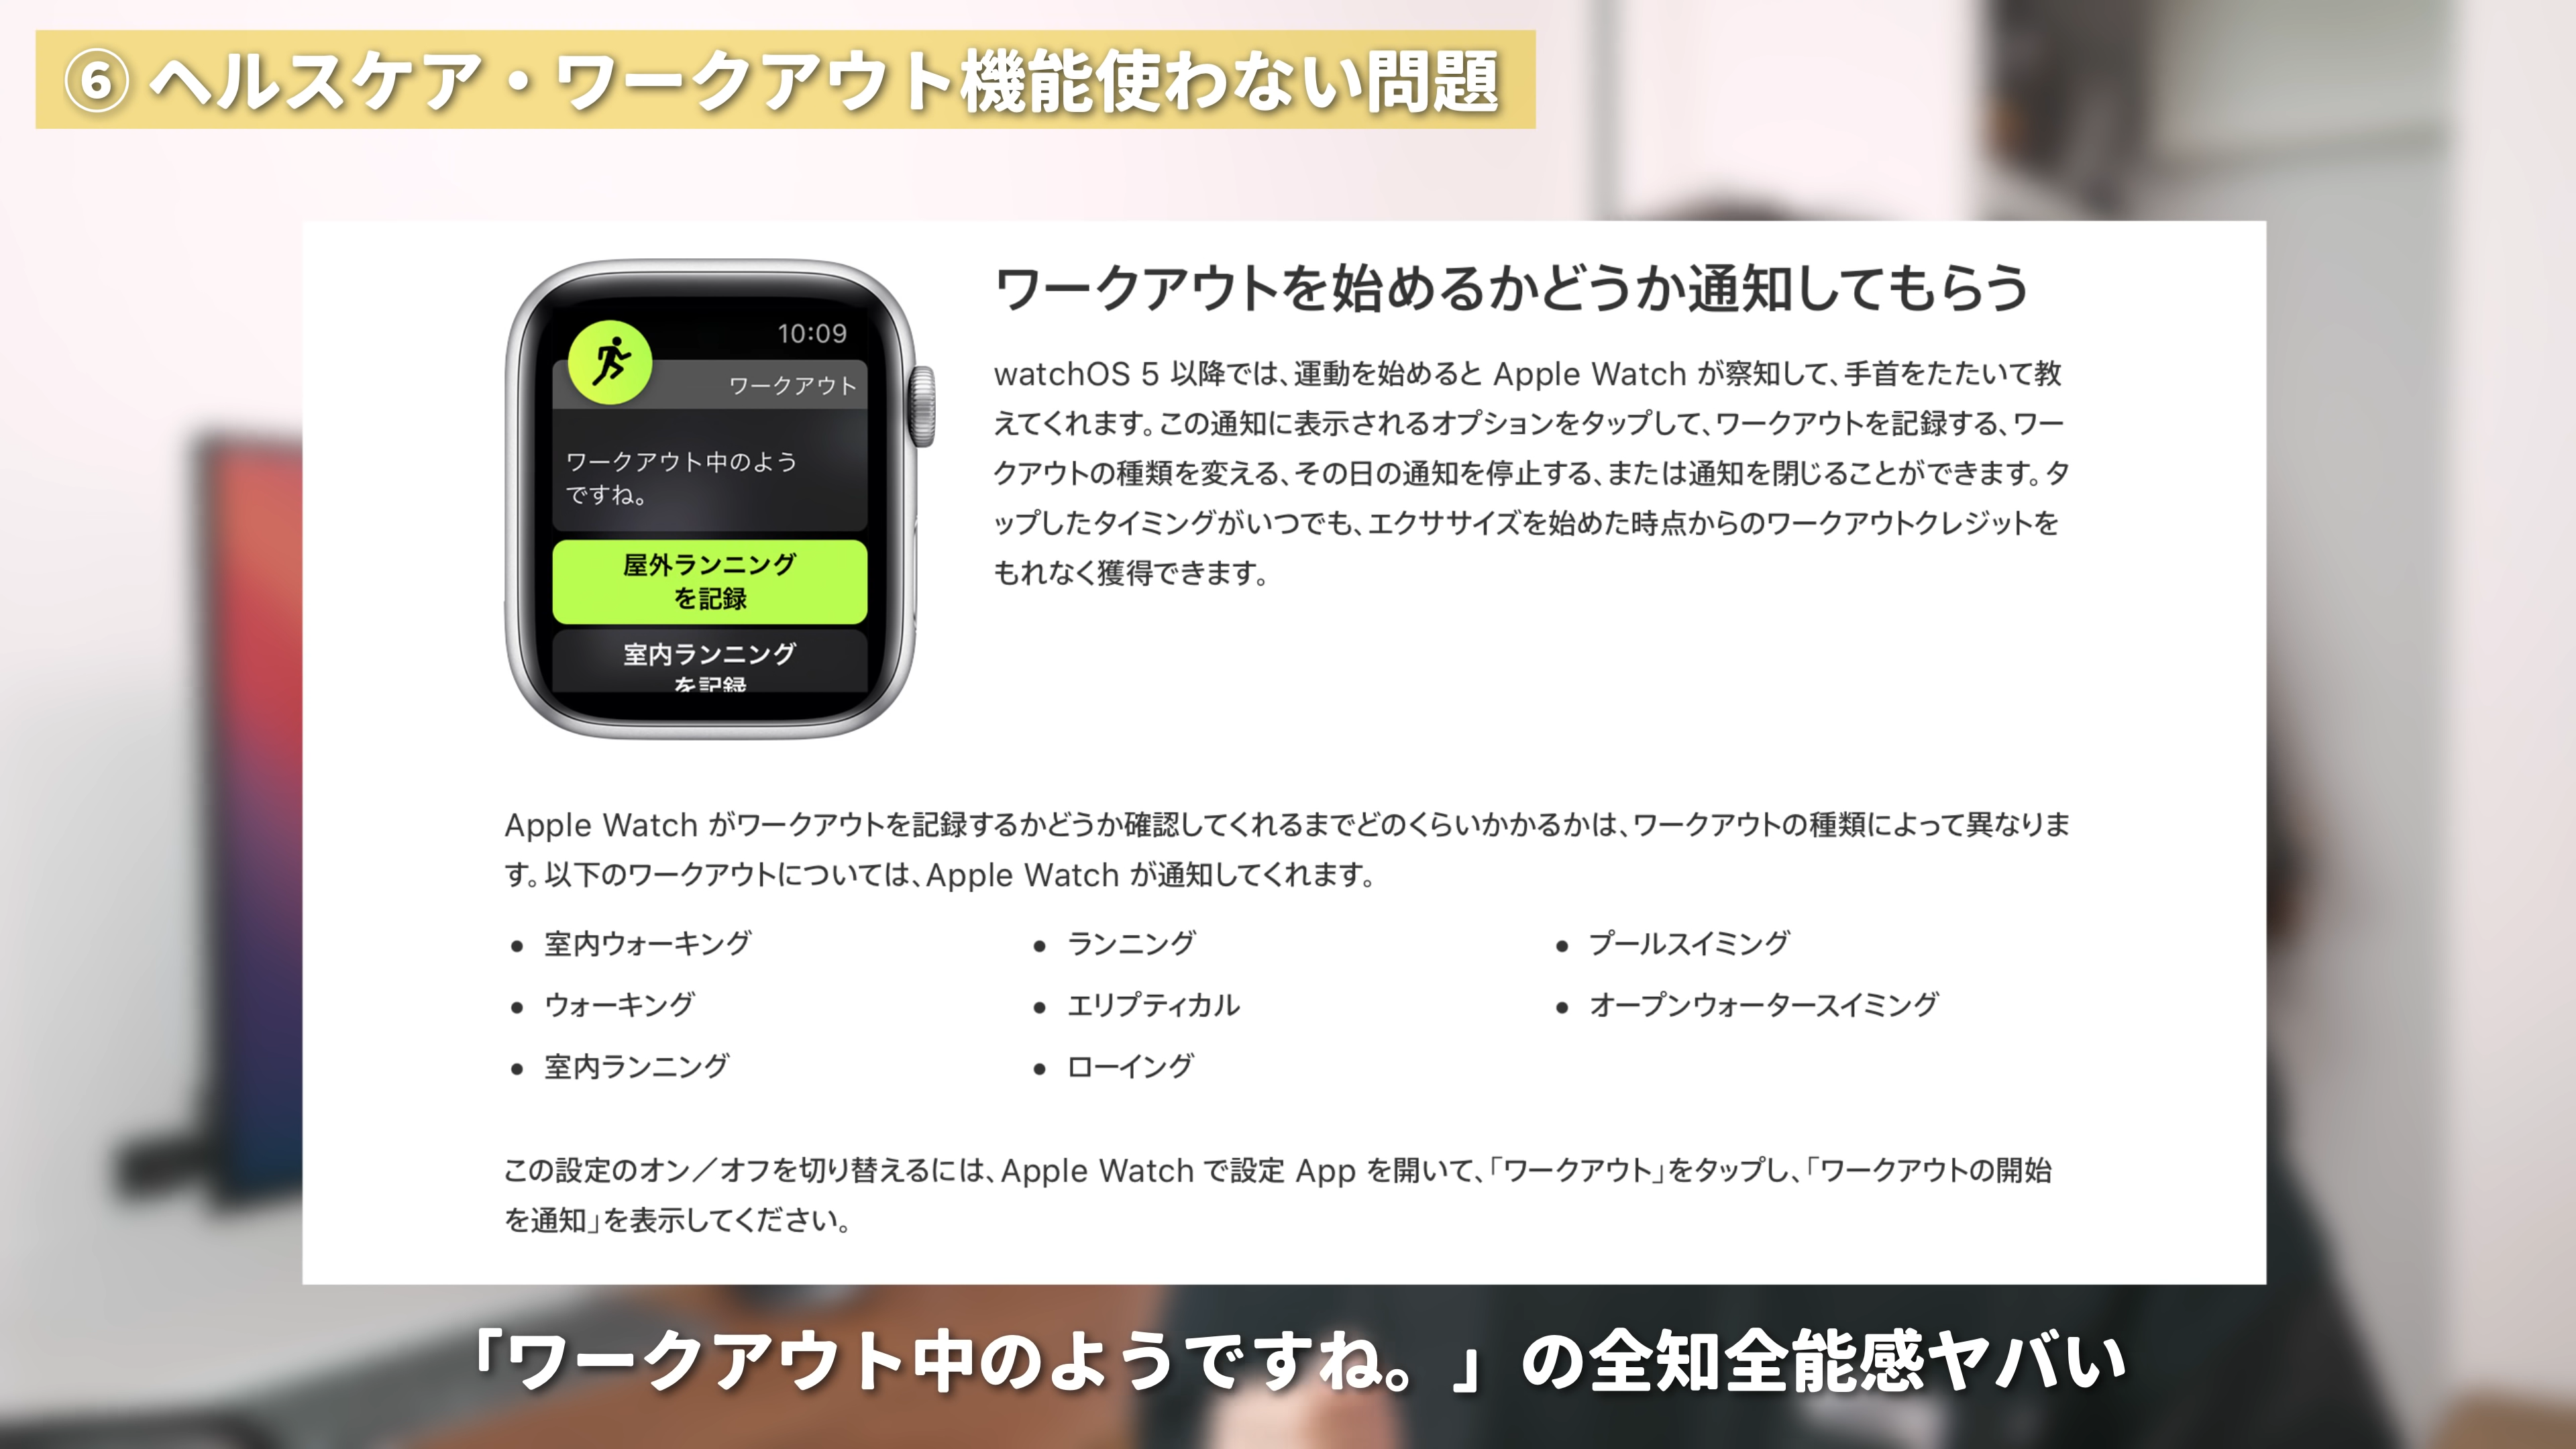 ⑥ ヘルスケア・ワークアウト機能使わない問題
10:09
ワークアウト
ワークアウト中のよう
ですね。
屋外ランニング
を記録
室内ランニング
を記録
ワークアウトを始めるかどうか通知してもらう
watchOS 5 以降では、運動を始めると Apple Watch が察知して、手首をたたいて教
えてくれます。この通知に表示されるオプションをタップして、ワークアウトを記録する、ワー
クアウトの種類を変える、その日の通知を停止する、または通知を閉じることができます。タ
ップしたタイミングがいつでも、エクササイズを始めた時点からのワークアウトクレジットを
もれなく獲得できます。
Apple Watch がワークアウトを記録するかどうか確認してくれるまでどのくらいかかるかは、ワークアウトの種類によって異なりま
す。以下のワークアウトについては、Apple Watch が通知してくれます。
• 室内ウォーキング
• ウォーキング
• 室内ランニング
• ランニング
• エリプティカル
• ローイング
• プールスイミング
• オープンウォータースイミング
この設定のオン／オフを切り替えるには、Apple Watch で設定 App を開いて、「ワークアウト」をタップし、「ワークアウトの開始
を通知」を表示してください。
「ワークアウト中のようですね。」の全知全能感ヤバい